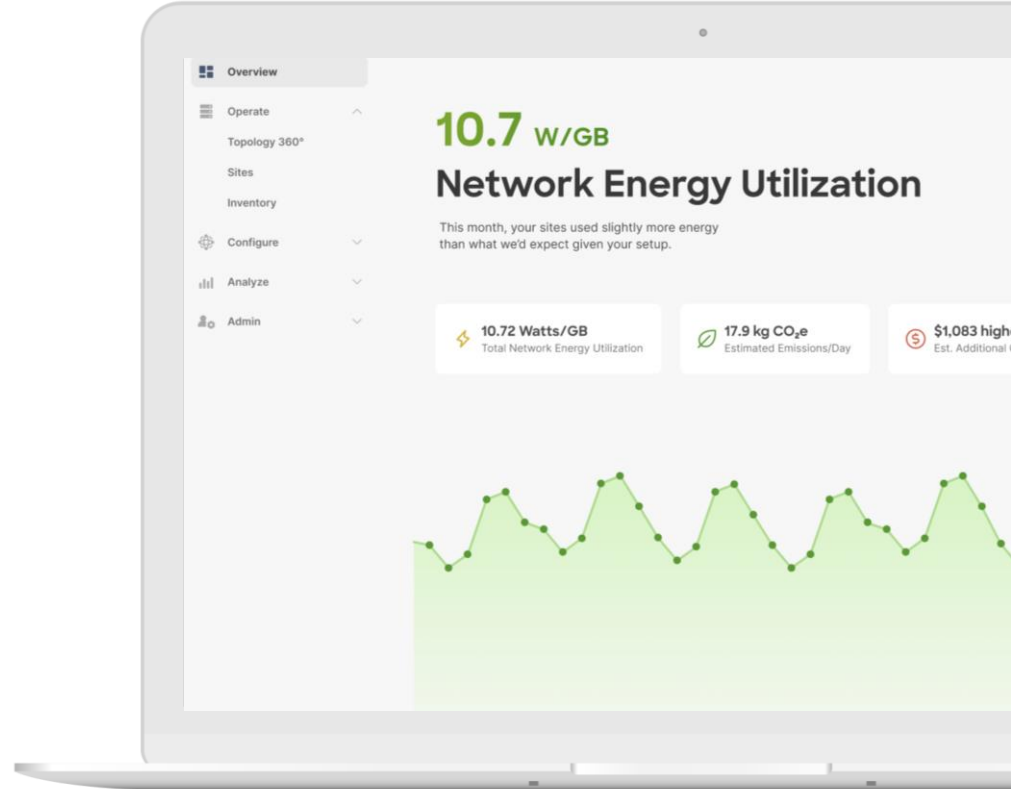 Overview
Operate
Topology 360°
Sites
Inventory
Configure
Analyze
Admin
10.7 W/GB
Network Energy Utilization
This month, your sites used slightly more energy
than what we'd expect given your setup.
10.72 Watts/GB
Total Network Energy Utilization
17.9 kg CO₂e
Estimated Emissions/Day
$1,083
Est. Additional